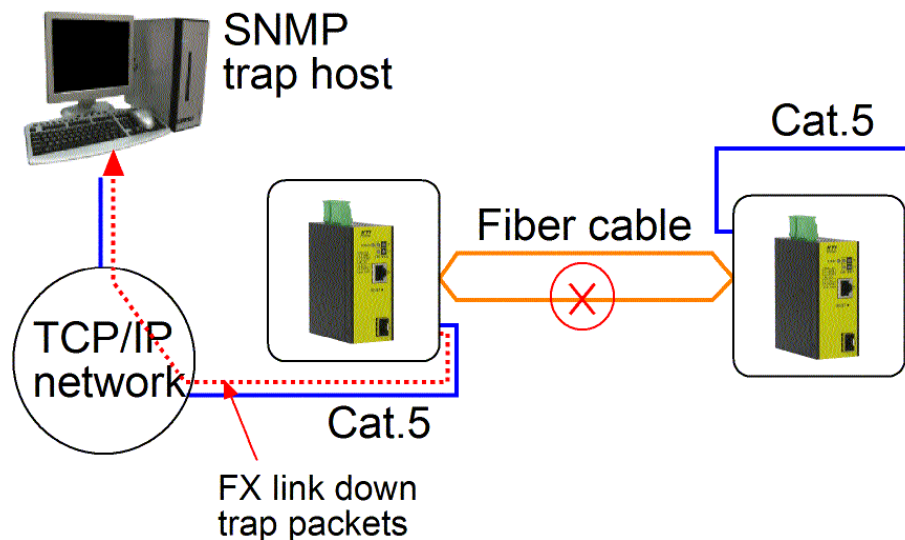 SNMP
trap host
Cat.5
Fiber cable
TCP/IP
network
Cat.5
FX link down
trap packets